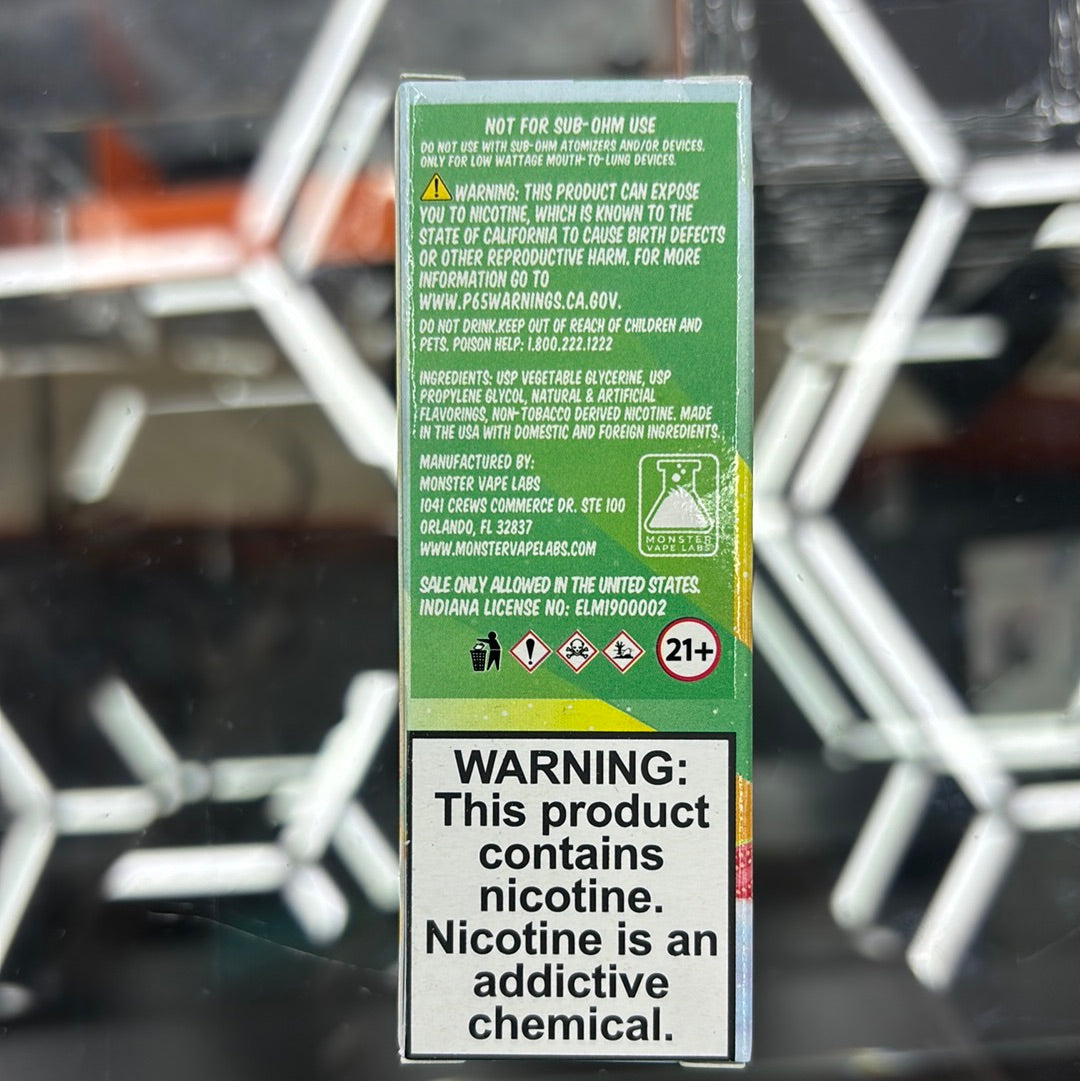 NOT FOR SUB-OHM USE
DO NOT USE WITH SUB-OHM ATOMIZERS AND/OR DEVICES.
ONLY FOR LOW WATTAGE MOUTH-TO-LUNG DEVICES.
WARNING: THIS PRODUCT CAN EXPOSE
YOU TO NICOTINE, WHICH IS KNOWN TO THE
STATE OF CALIFORNIA TO CAUSE BIRTH DEFECTS
OR OTHER REPRODUCTIVE HARM. FOR MORE
INFORMATION GO TO
WWW.P65WARNINGS.CA.GOV.
DO NOT DRINK.KEEP OUT OF REACH OF CHILDREN AND
PETS. POISON HELP: 1.800.222.1222
INGREDIENTS: USP VEGETABLE GLYCERINE, USP
PROPYLENE GLYCOL, NATURAL & ARTIFICIAL
FLAVORINGS, NON-TOBACCO DERIVED NICOTINE. MADE
IN THE USA WITH DOMESTIC AND FOREIGN INGREDIENTS.
MANUFACTURED BY:
MONSTER VAPE LABS
1041 CREWS COMMERCE DR. STE 100
ORLANDO, FL 32837
WWW.MONSTERVAPELABS.COM
MONSTER
VAPE LABS
SALE ONLY ALLOWED IN THE UNITED STATES.
INDIANA LICENSE NO: ELM1900002
21+
WARNING:
This product
contains
nicotine.
Nicotine is an
addictive
chemical.